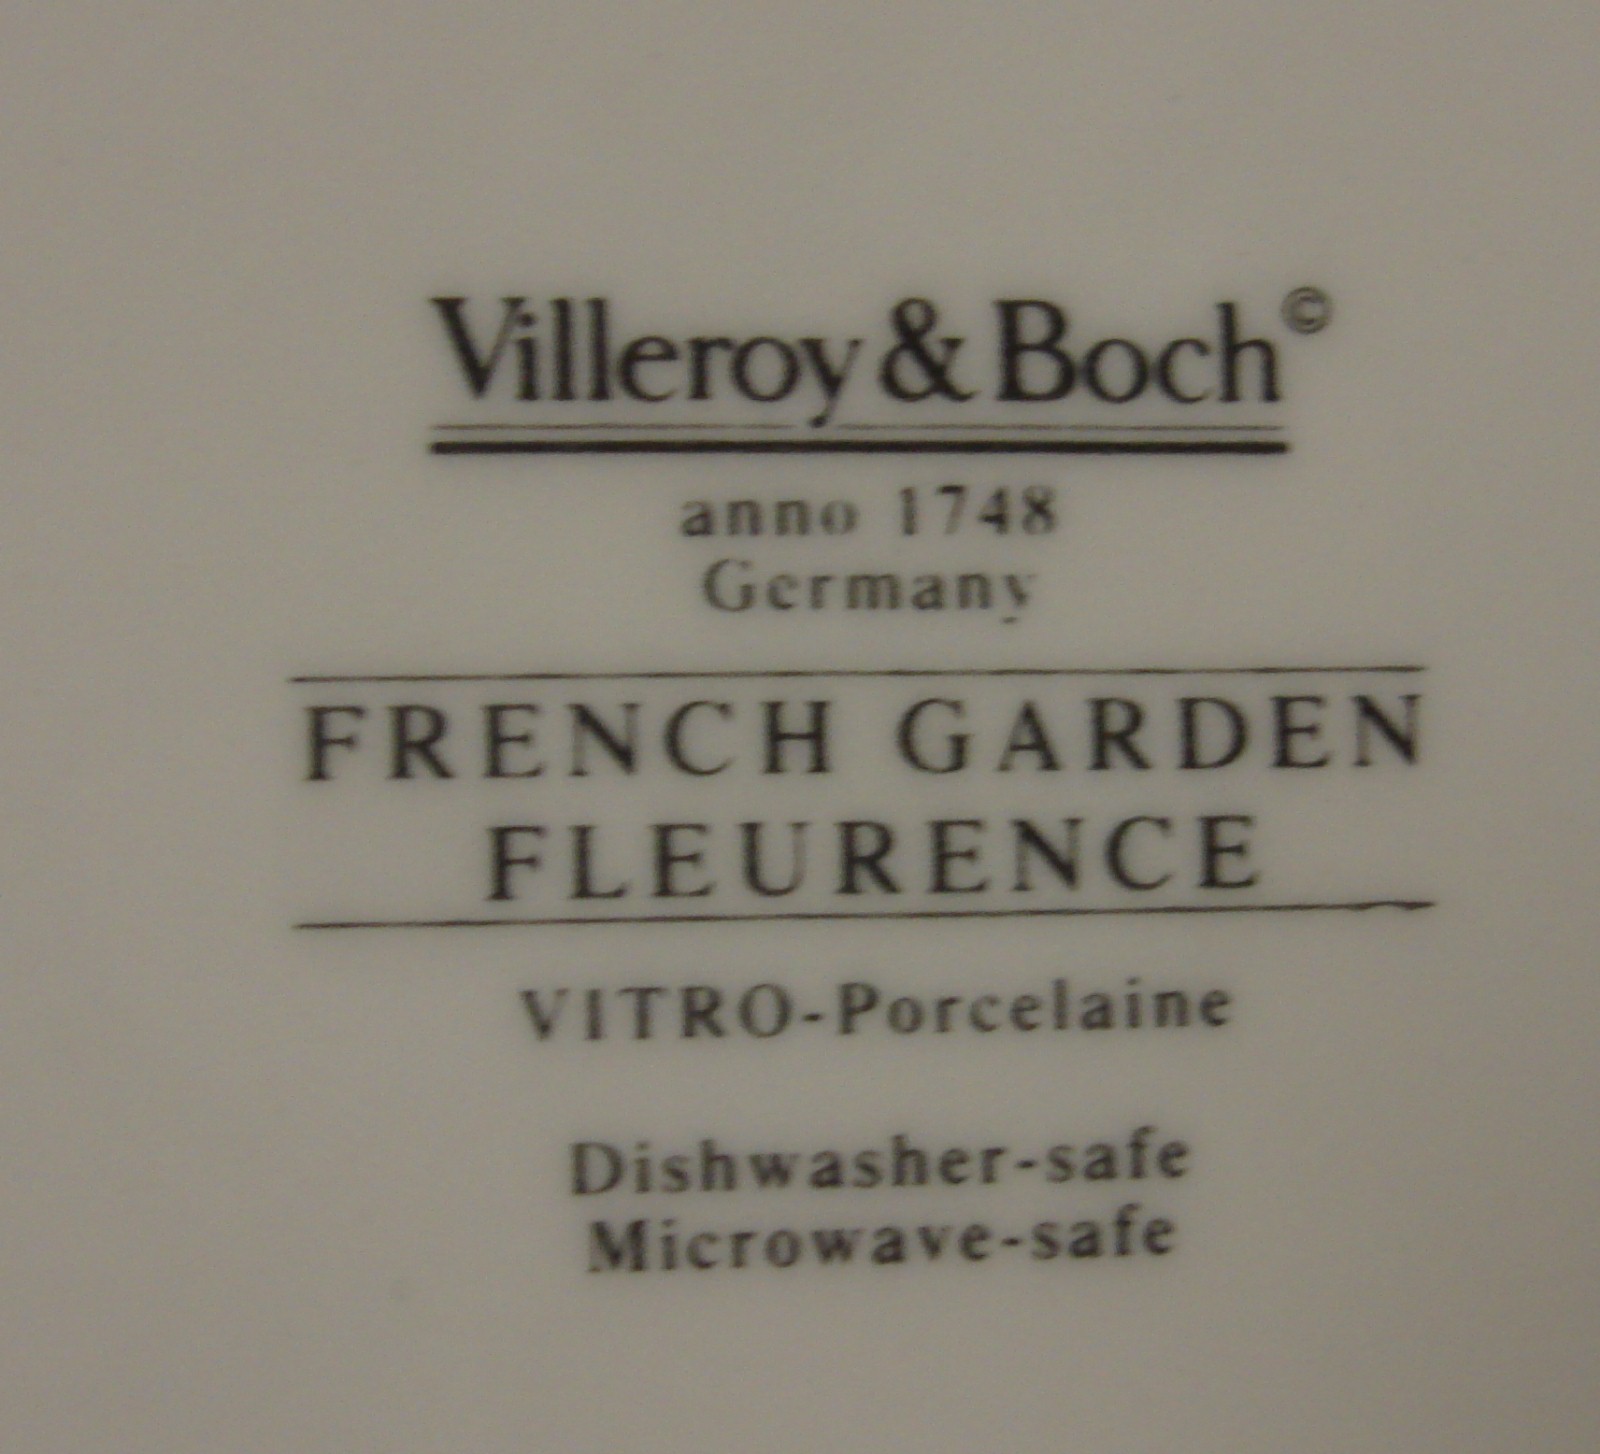 Villeroy & Boch©
anno 1748
Germany
FRENCH GARDEN
FLEURENCE
VITRO-Porcelaine
Dishwasher-safe
Microwave-safe